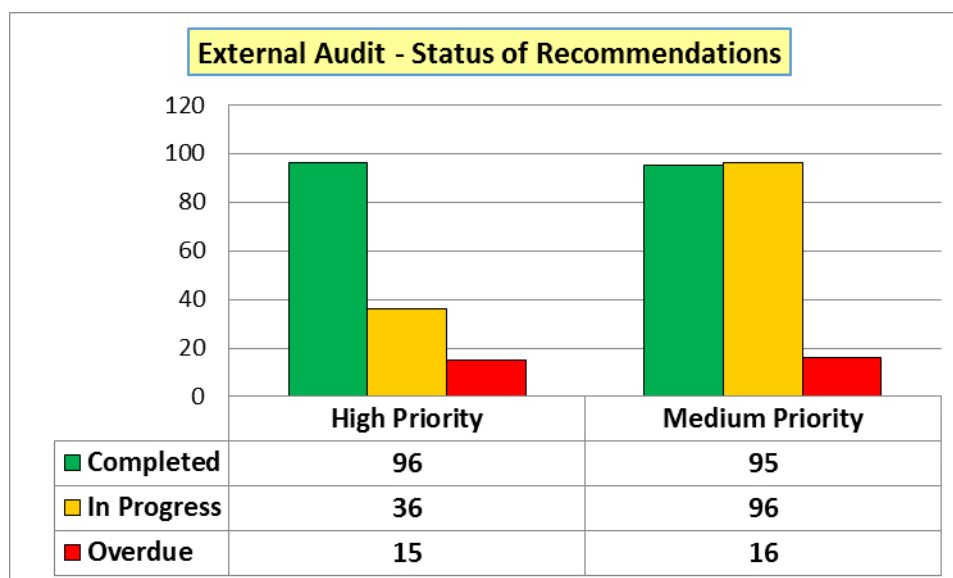 External Audit - Status of Recommendations
120
100
80
60
40
20
0
High Priority Medium Priority
Completed 96 95
In Progress 36 96
Overdue 15 16